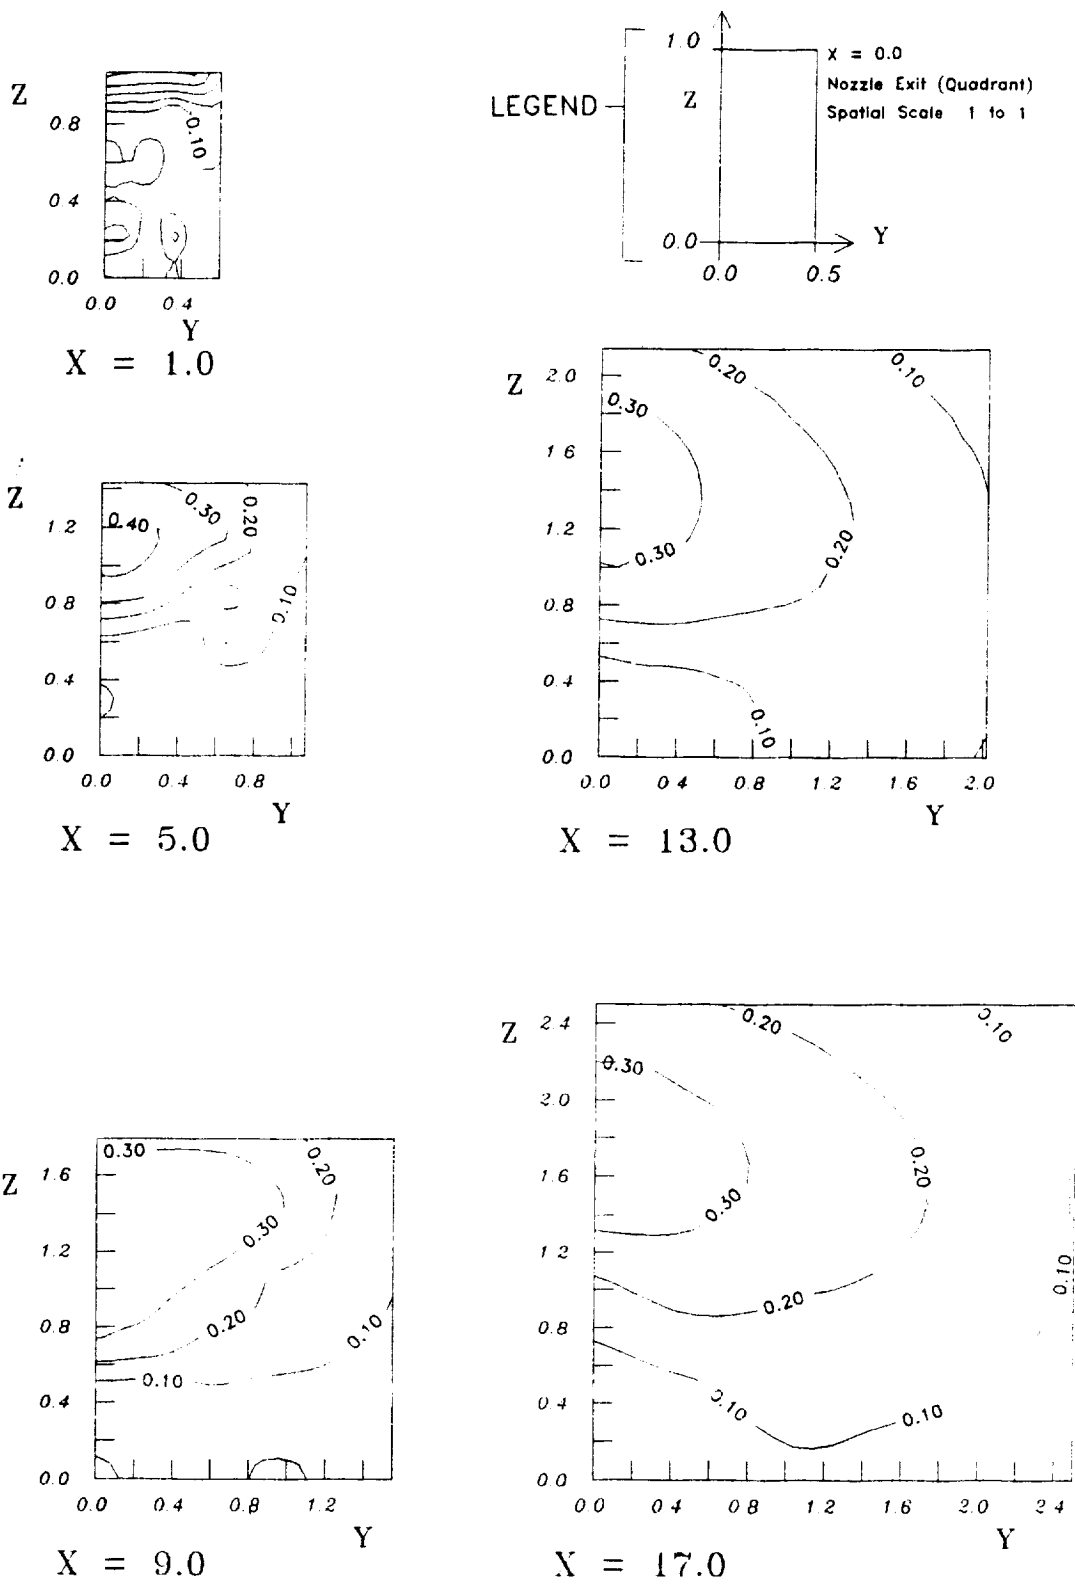 Z
0.8
0.4
0.0
0.10
0.0 0.4
Y
X = 1.0
LEGEND
1.0
Z
0.0
0.0 0.5
Y
X = 0.0
Nozzle Exit (Quadrant)
Spatial Scale 1 to 1
Z
1.2
0.8
0.4
0.0
0.40
0.30
0.20
0.10
0.0 0.4 0.8
Y
X = 5.0
Z
2.0
1.6
1.2
0.8
0.4
0.0
0.20
0.10
0.30
0.30
0.20
0.10
0.0 0.4 0.8 1.2 1.6 2.0
Y
X = 13.0
Z
1.6
1.2
0.8
0.4
0.0
0.30
0.20
0.30
0.20
0.10
0.10
0.0 0.4 0.8 1.2
Y
X = 9.0
Z
2.4
2.0
1.6
1.2
0.8
0.4
0.0
0.20
0.10
0.30
0.20
0.30
0.10
0.20
0.10
0.10
0.0 0.4 0.8 1.2 1.6 2.0 2.4
Y
X = 17.0